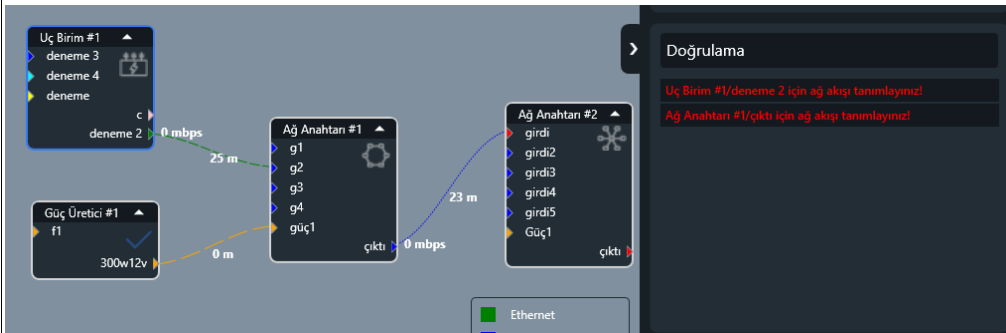 Uç Birim #1
deneme 3
deneme 4
deneme
c
deneme 2
0 mbps
25 m
Ağ Anahtarı #1
g1
g2
g3
g4
güç1
çıktı
0 mbps
Güç Üretici #1
f1
300w12v
0 m
23 m
Ağ Anahtarı #2
girdi
girdi2
girdi3
girdi4
girdi5
Güç1
çıktı
Ethernet
Doğrulama
Uç Birim #1/deneme 2 için ağ akışı tanımlayınız!
Ağ Anahtarı #1/çıktı için ağ akışı tanımlayınız!